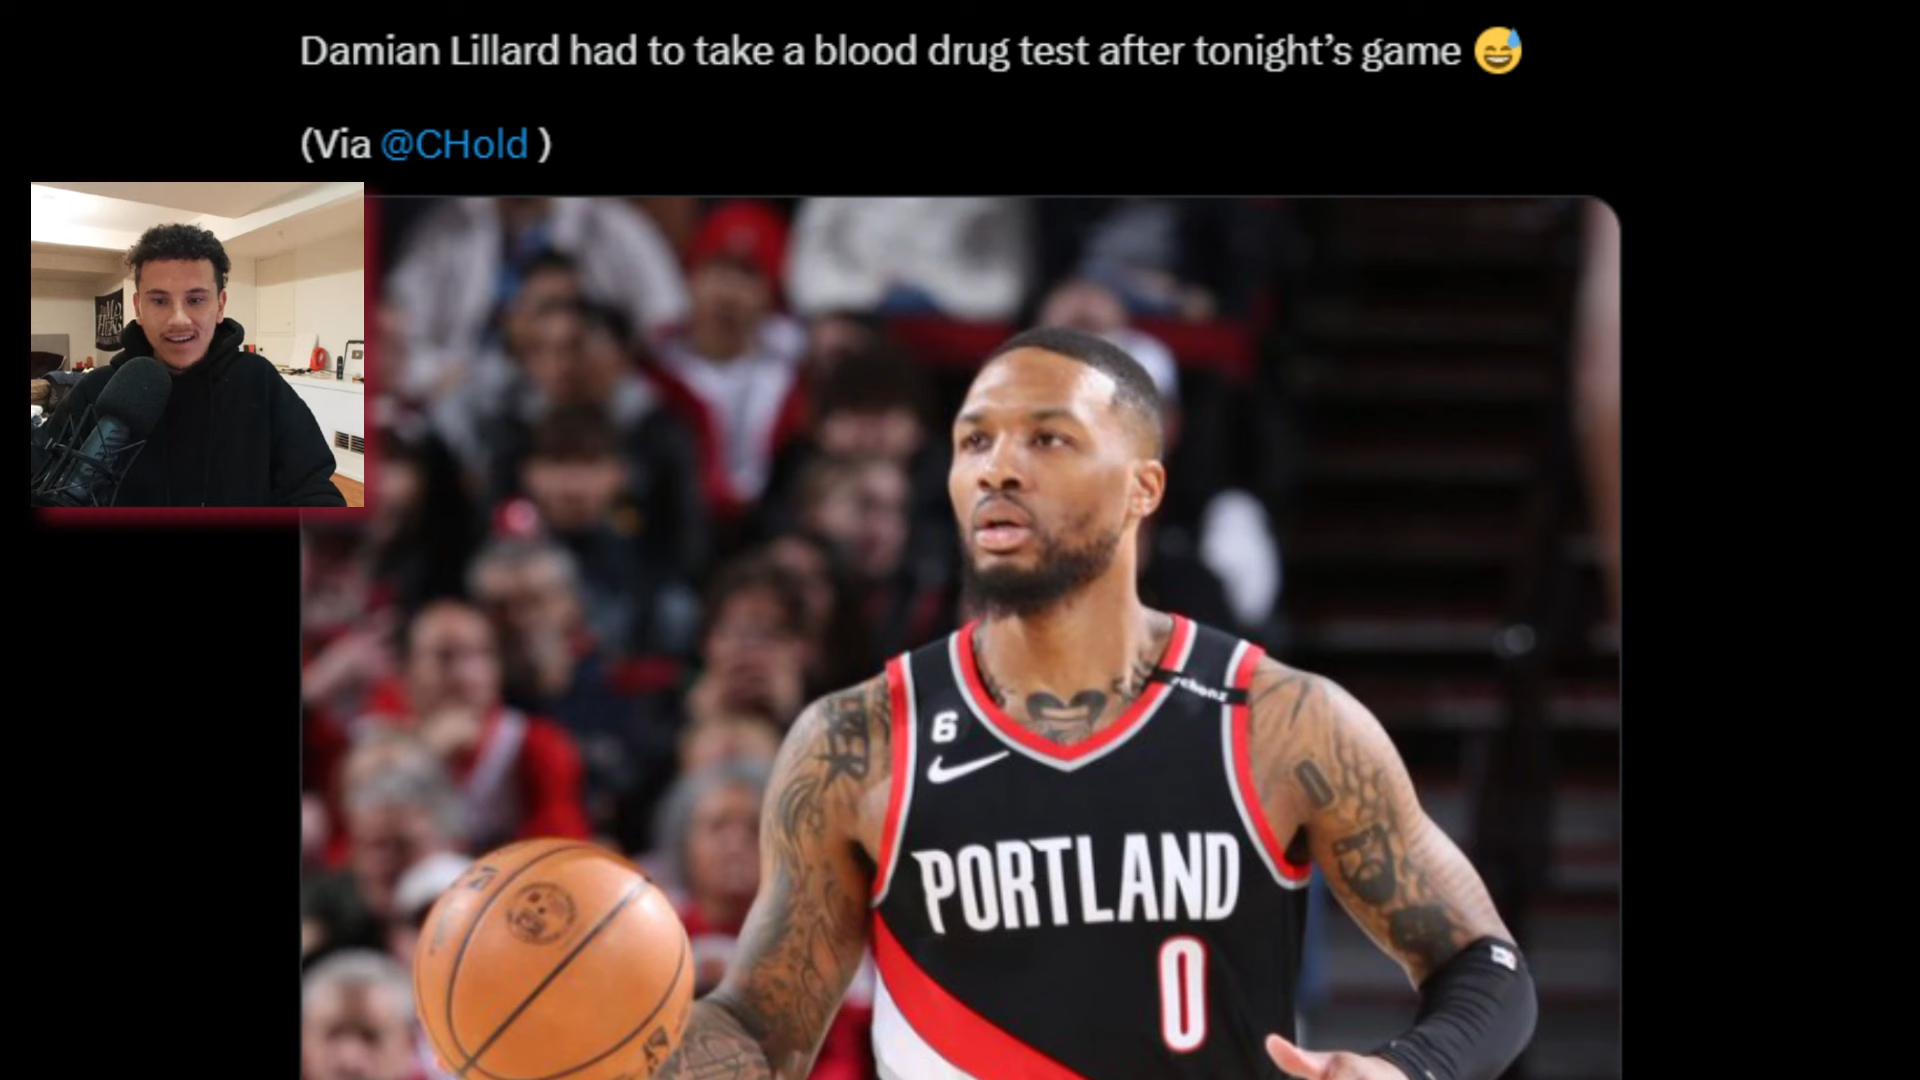 Damian Lillard had to take a blood drug test after tonight’s game 😅
(Via @CHold )
6
PORTLAND
0